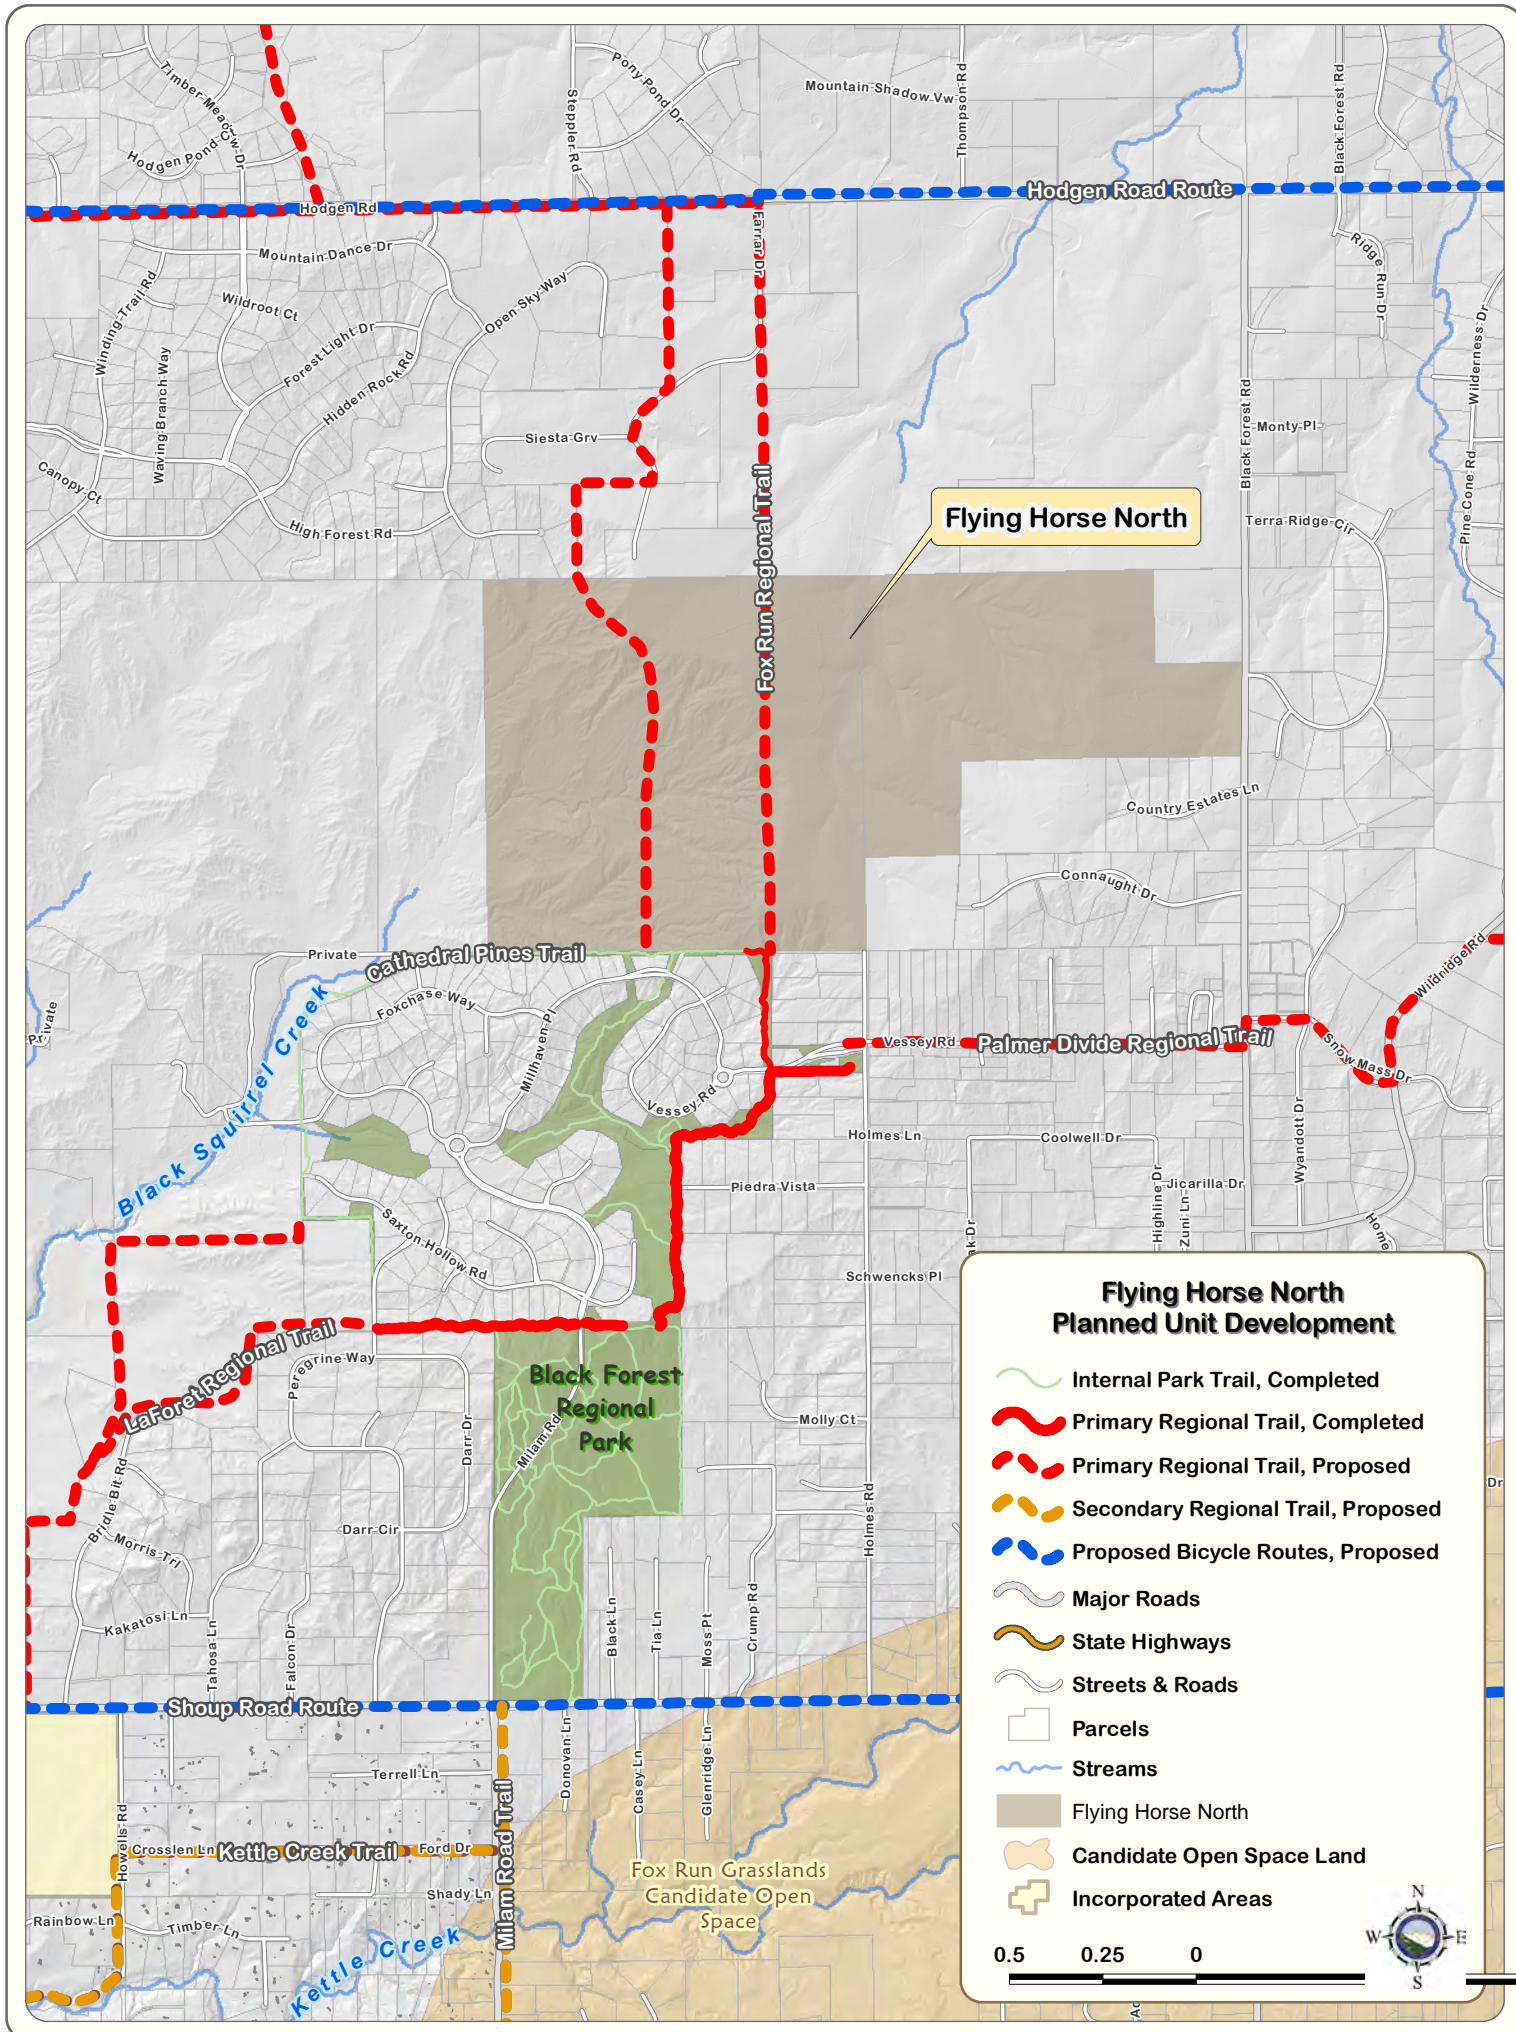 Timber Meadow Dr
Hodgen Pond Ct
Steppler Rd
Pony Pond Dr
Mountain Shadow Vw
Thompson Rd
Black Forest Rd
Hodgen Rd
Hodgen Road Route
Farrar Dr
Mountain Dance Dr
Winding Trail Rd
Wildroot Ct
Open Sky Way
Forest Light Dr
Hidden Rock Rd
Waving Branch Way
Ridge Run Dr
Wilderness Dr
Black Forest Rd
Siesta Grv
Monty Pl
Canopy Ct
High Forest Rd
Pine Cone Rd
Terra Ridge Cir
Fox Run Regional Trail
Flying Horse North
Country Estates Ln
Connaught Dr
Private
Cathedral Pines Trail
Wildridge Rd
Private
Foxchase Way
Millhaven Pl
Black Squirrel Creek
Vessey Rd
Palmer Divide Regional Trail
Snow Mass Dr
Vessey Rd
Wyandott Dr
Holmes Ln
Coolwell Dr
Piedra Vista
Highline Dr
Jicarilla Dr
Zuni Ln
Saxton Hollow Rd
ak Dr
Home
Schwencks Pl
LaForet Regional Trail
Peregrine Way
Black Forest
Regional
Park
Milam Rd
Molly Ct
Darr Dr
Bridle Bit Rd
Holmes Rd
Dr
Darr Cir
Morris Trl
Kakatosi Ln
Tahosa Ln
Falcon Dr
Black Ln
Tia Ln
Moss Pt
Crump Rd
Shoup Road Route
Donovan Ln
Casey Ln
Glenridge Ln
Terrell Ln
Howells Rd
Crosslen Ln
Kettle Creek Trail
Ford Dr
Milam Road Trail
Shady Ln
Rainbow Ln
Timber Ln
Kettle Creek
Fox Run Grasslands
Candidate Open
Space
Flying Horse North
Planned Unit Development
Internal Park Trail, Completed
Primary Regional Trail, Completed
Primary Regional Trail, Proposed
Secondary Regional Trail, Proposed
Proposed Bicycle Routes, Proposed
Major Roads
State Highways
Streets & Roads
Parcels
Streams
Flying Horse North
Candidate Open Space Land
Incorporated Areas
0.5 0.25 0
N
W E
S